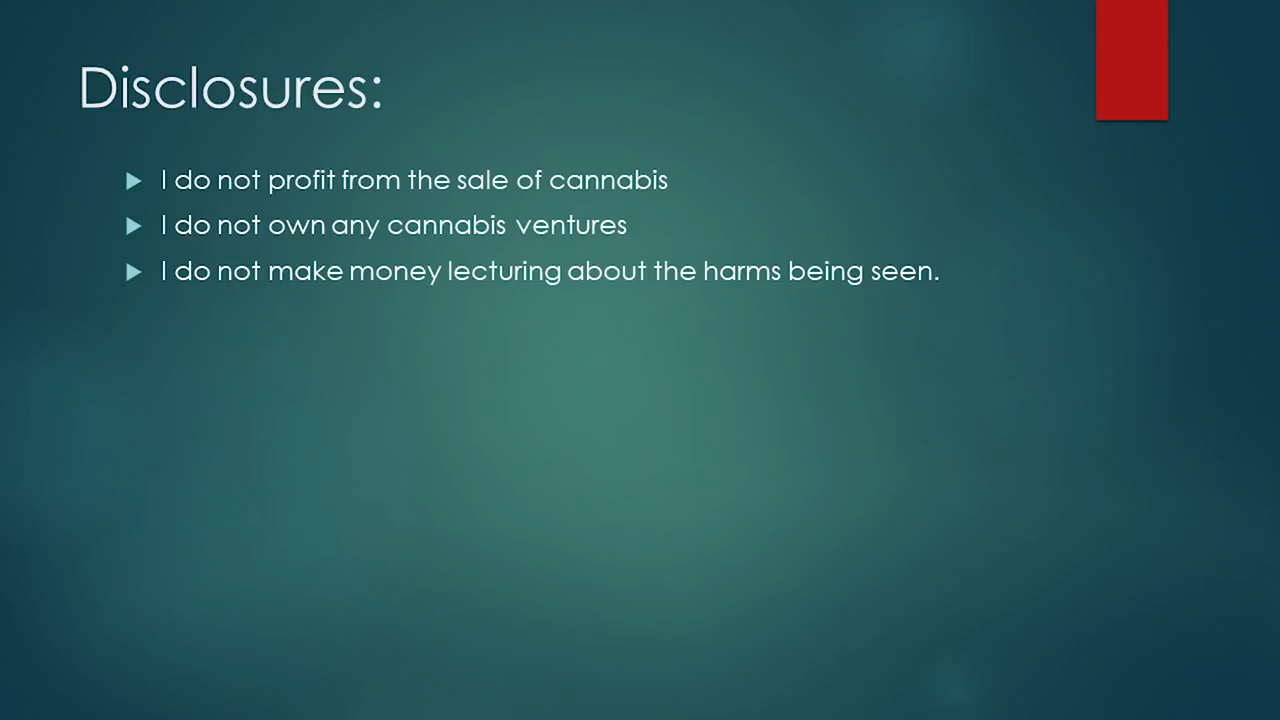 Disclosures:
I do not profit from the sale of cannabis
I do not own any cannabis ventures
I do not make money lecturing about the harms being seen.